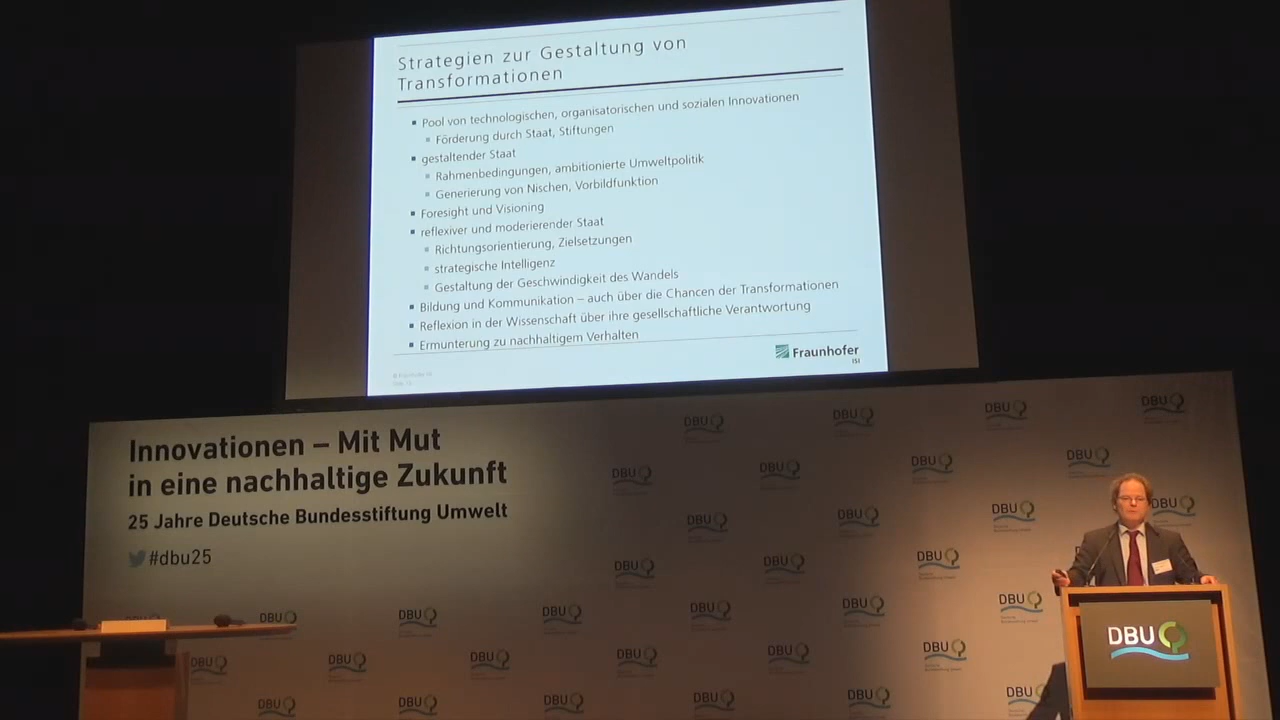 Strategien zur Gestaltung von
Transformationen
Pool von technologischen, organisatorischen und sozialen Innovationen
Förderung durch Staat, Stiftungen
gestaltender Staat
Rahmenbedingungen, ambitionierte Umweltpolitik
Generierung von Nischen, Vorbildfunktion
Foresight und Visioning
reflexiver und moderierender Staat
Richtungsorientierung, Zielsetzungen
strategische Intelligenz
Gestaltung der Geschwindigkeit des Wandels
Bildung und Kommunikation – auch über die Chancen der Transformationen
Reflexion in der Wissenschaft über ihre gesellschaftliche Verantwortung
Ermunterung zu nachhaltigem Verhalten
Fraunhofer
ISI
Innovationen – Mit Mut
in eine nachhaltige Zukunft
25 Jahre Deutsche Bundesstiftung Umwelt
#dbu25
DBU